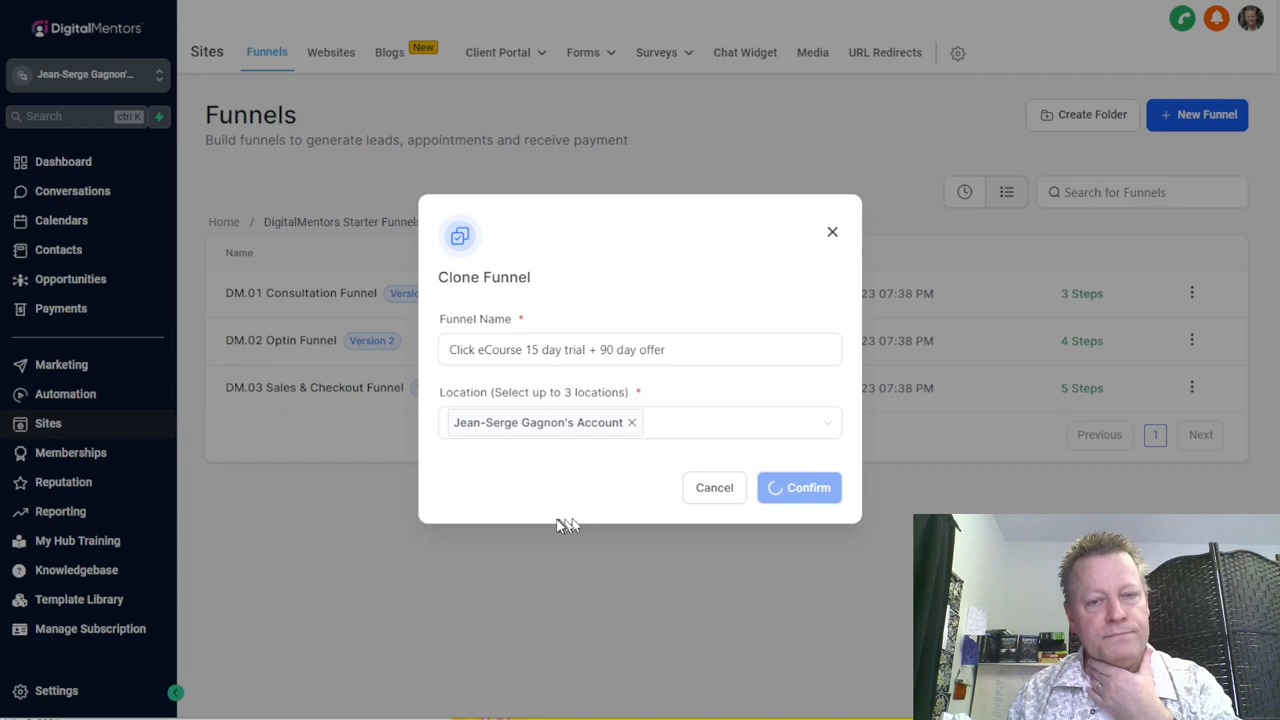 DigitalMentors
Jean-Serge Gagnon'...
Search
ctrl K
Dashboard
Conversations
Calendars
Contacts
Opportunities
Payments
Marketing
Automation
Sites
Memberships
Reputation
Reporting
My Hub Training
Knowledgebase
Template Library
Manage Subscription
Settings
Sites
Funnels
Websites
Blogs
New
Client Portal
Forms
Surveys
Chat Widget
Media
URL Redirects
Funnels
Build funnels to generate leads, appointments and receive payment
Create Folder
+ New Funnel
Search for Funnels
Home / DigitalMentors Starter Funnels
Name
DM.01 Consultation Funnel
Versio
23 07:38 PM
3 Steps
DM.02 Optin Funnel
Version 2
23 07:38 PM
4 Steps
DM.03 Sales & Checkout Funnel
23 07:38 PM
5 Steps
Previous
1
Next
Clone Funnel
Funnel Name *
Click eCourse 15 day trial + 90 day offer
Location (Select up to 3 locations) *
Jean-Serge Gagnon's Account
Cancel
Confirm